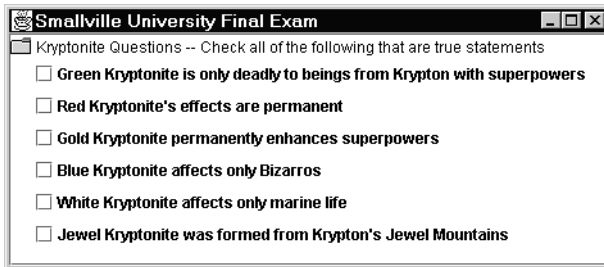 Smallville University Final Exam
Kryptonite Questions -- Check all of the following that are true statements
Green Kryptonite is only deadly to beings from Krypton with superpowers
Red Kryptonite's effects are permanent
Gold Kryptonite permanently enhances superpowers
Blue Kryptonite affects only Bizarros
White Kryptonite affects only marine life
Jewel Kryptonite was formed from Krypton's Jewel Mountains